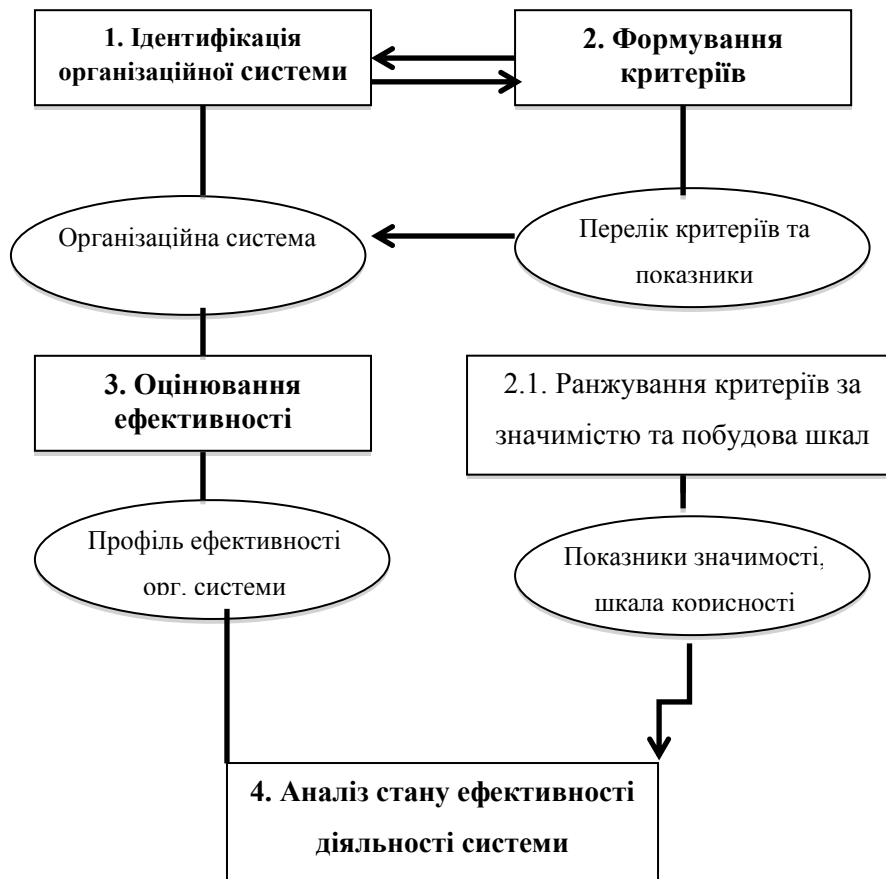 1. Ідентифікація
організаційної системи
2. Формування
критеріїв
Організаційна система
Перелік критеріїв та
показники
3. Оцінювання
ефективності
2.1. Ранжування критеріїв за
значимістю та побудова шкал
Профіль ефективності
орг. системи
Показники значимості,
шкала корисності
4. Аналіз стану ефективності
діяльності системи